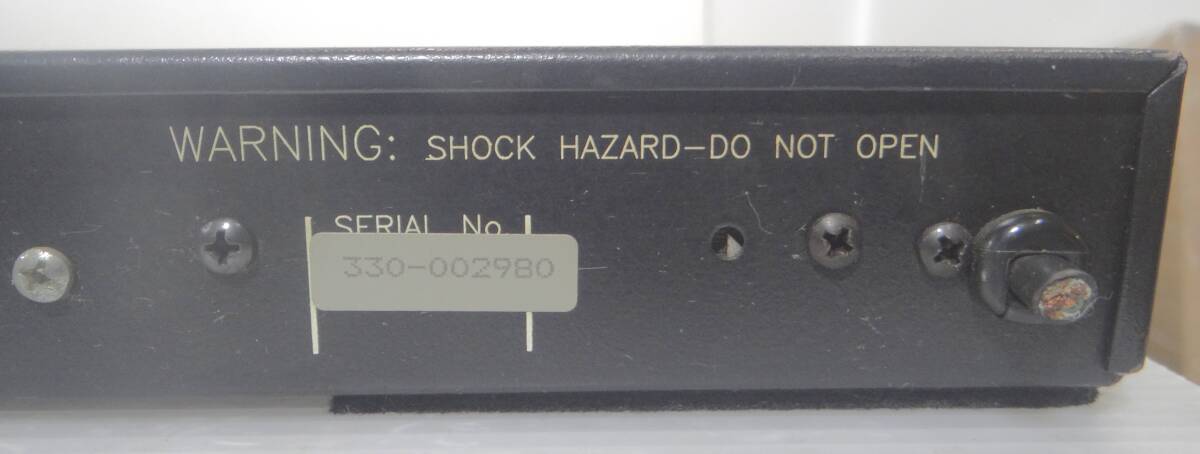 WARNING: SHOCK HAZARD–DO NOT OPEN
SERIAL No.
330-002980